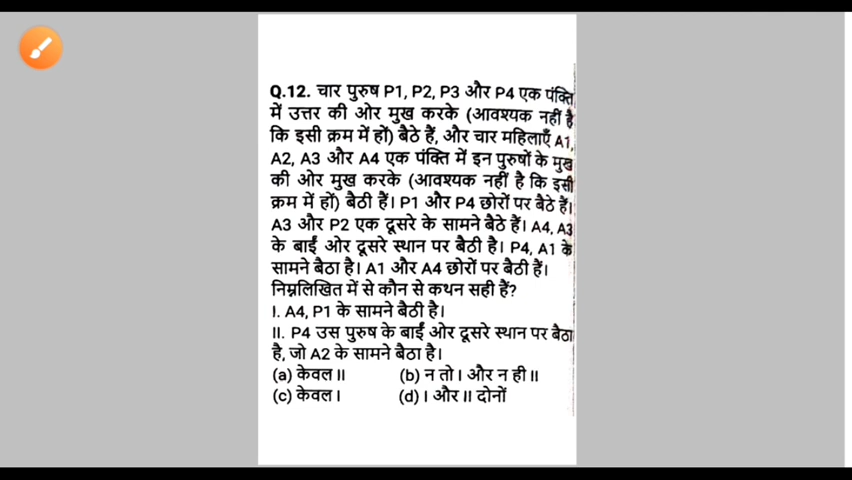 Q.12. चार पुरुष P1, P2, P3 और P4 एक पंक्ति
में उत्तर की ओर मुख करके (आवश्यक नहीं है
कि इसी क्रम में हों) बैठे हैं, और चार महिलाएँ A1,
A2, A3 और A4 एक पंक्ति में इन पुरुषों के मुख
की ओर मुख करके (आवश्यक नहीं है कि इसी
क्रम में हों) बैठी हैं। P1 और P4 छोरों पर बैठे हैं।
A3 और P2 एक दूसरे के सामने बैठे हैं। A4, A3
के बाईं ओर दूसरे स्थान पर बैठी है। P4, A1 के
सामने बैठा है। A1 और A4 छोरों पर बैठी हैं।
निम्नलिखित में से कौन से कथन सही हैं?
I. A4, P1 के सामने बैठी है।
II. P4 उस पुरुष के बाईं ओर दूसरे स्थान पर बैठा
है, जो A2 के सामने बैठा है।
(a) केवल II (b) न तो I और न ही II
(c) केवल I (d) I और II दोनों